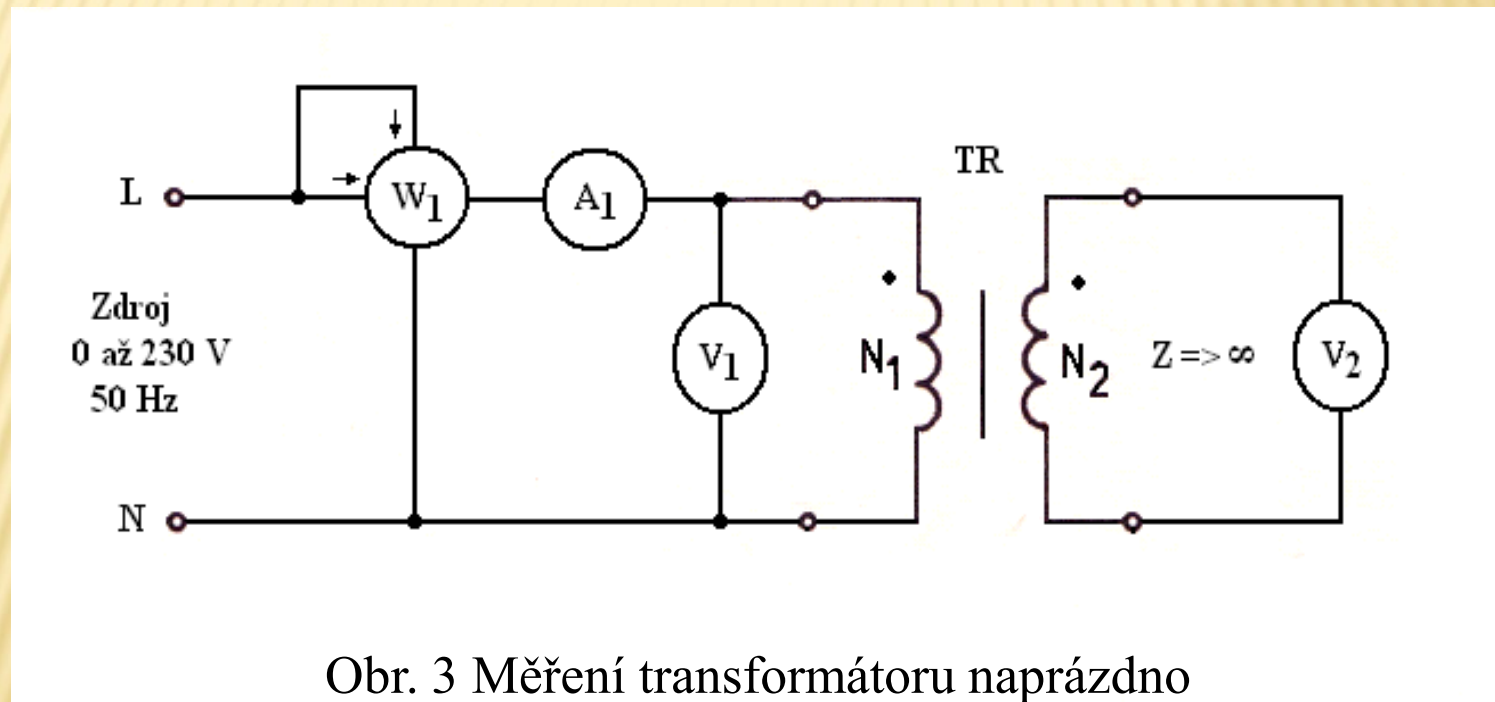 TR
L
W1
A1
Zdroj
0 až 230 V
50 Hz
V1
N1
N2
Z => ∞
V2
N
Obr. 3 Měření transformátoru naprázdno